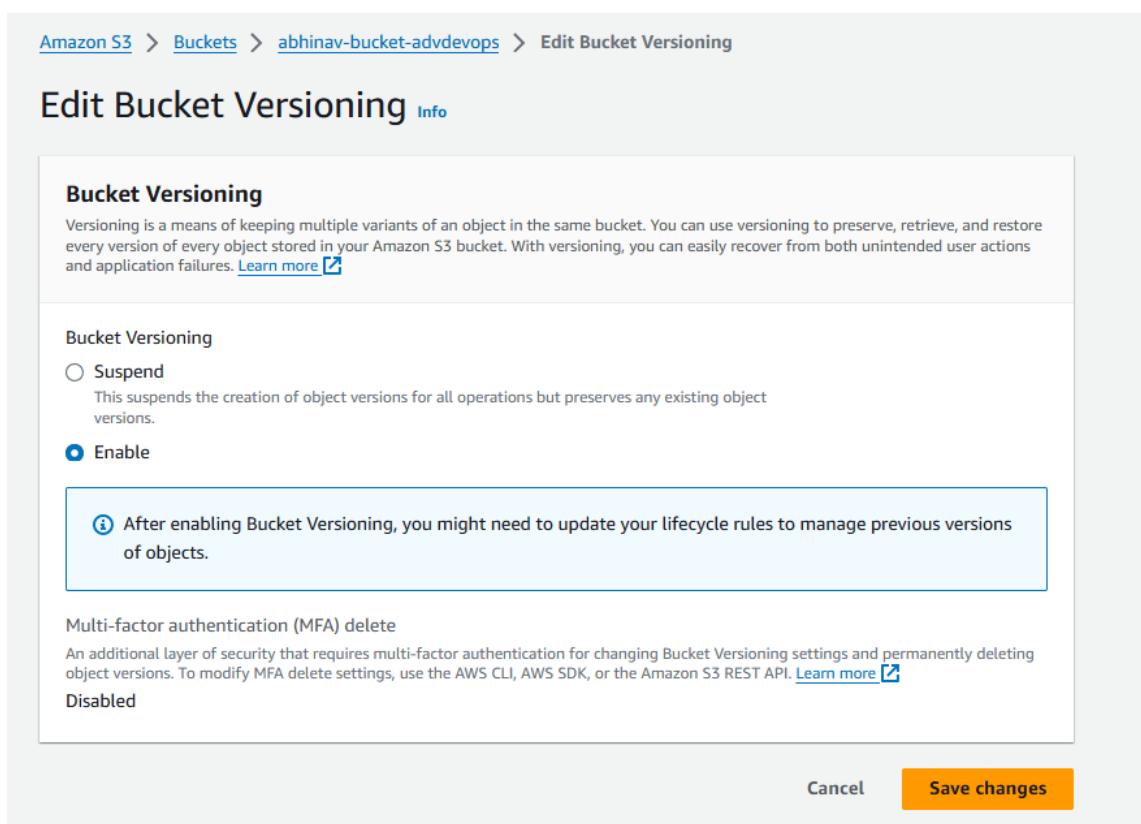 Amazon S3 > Buckets > abhinav-bucket-advdevops > Edit Bucket Versioning
Edit Bucket Versioning Info
Bucket Versioning
Versioning is a means of keeping multiple variants of an object in the same bucket. You can use versioning to preserve, retrieve, and restore
every version of every object stored in your Amazon S3 bucket. With versioning, you can easily recover from both unintended user actions
and application failures. Learn more
Bucket Versioning
Suspend
This suspends the creation of object versions for all operations but preserves any existing object
versions.
Enable
After enabling Bucket Versioning, you might need to update your lifecycle rules to manage previous versions
of objects.
Multi-factor authentication (MFA) delete
An additional layer of security that requires multi-factor authentication for changing Bucket Versioning settings and permanently deleting
object versions. To modify MFA delete settings, use the AWS CLI, AWS SDK, or the Amazon S3 REST API. Learn more
Disabled
Cancel Save changes